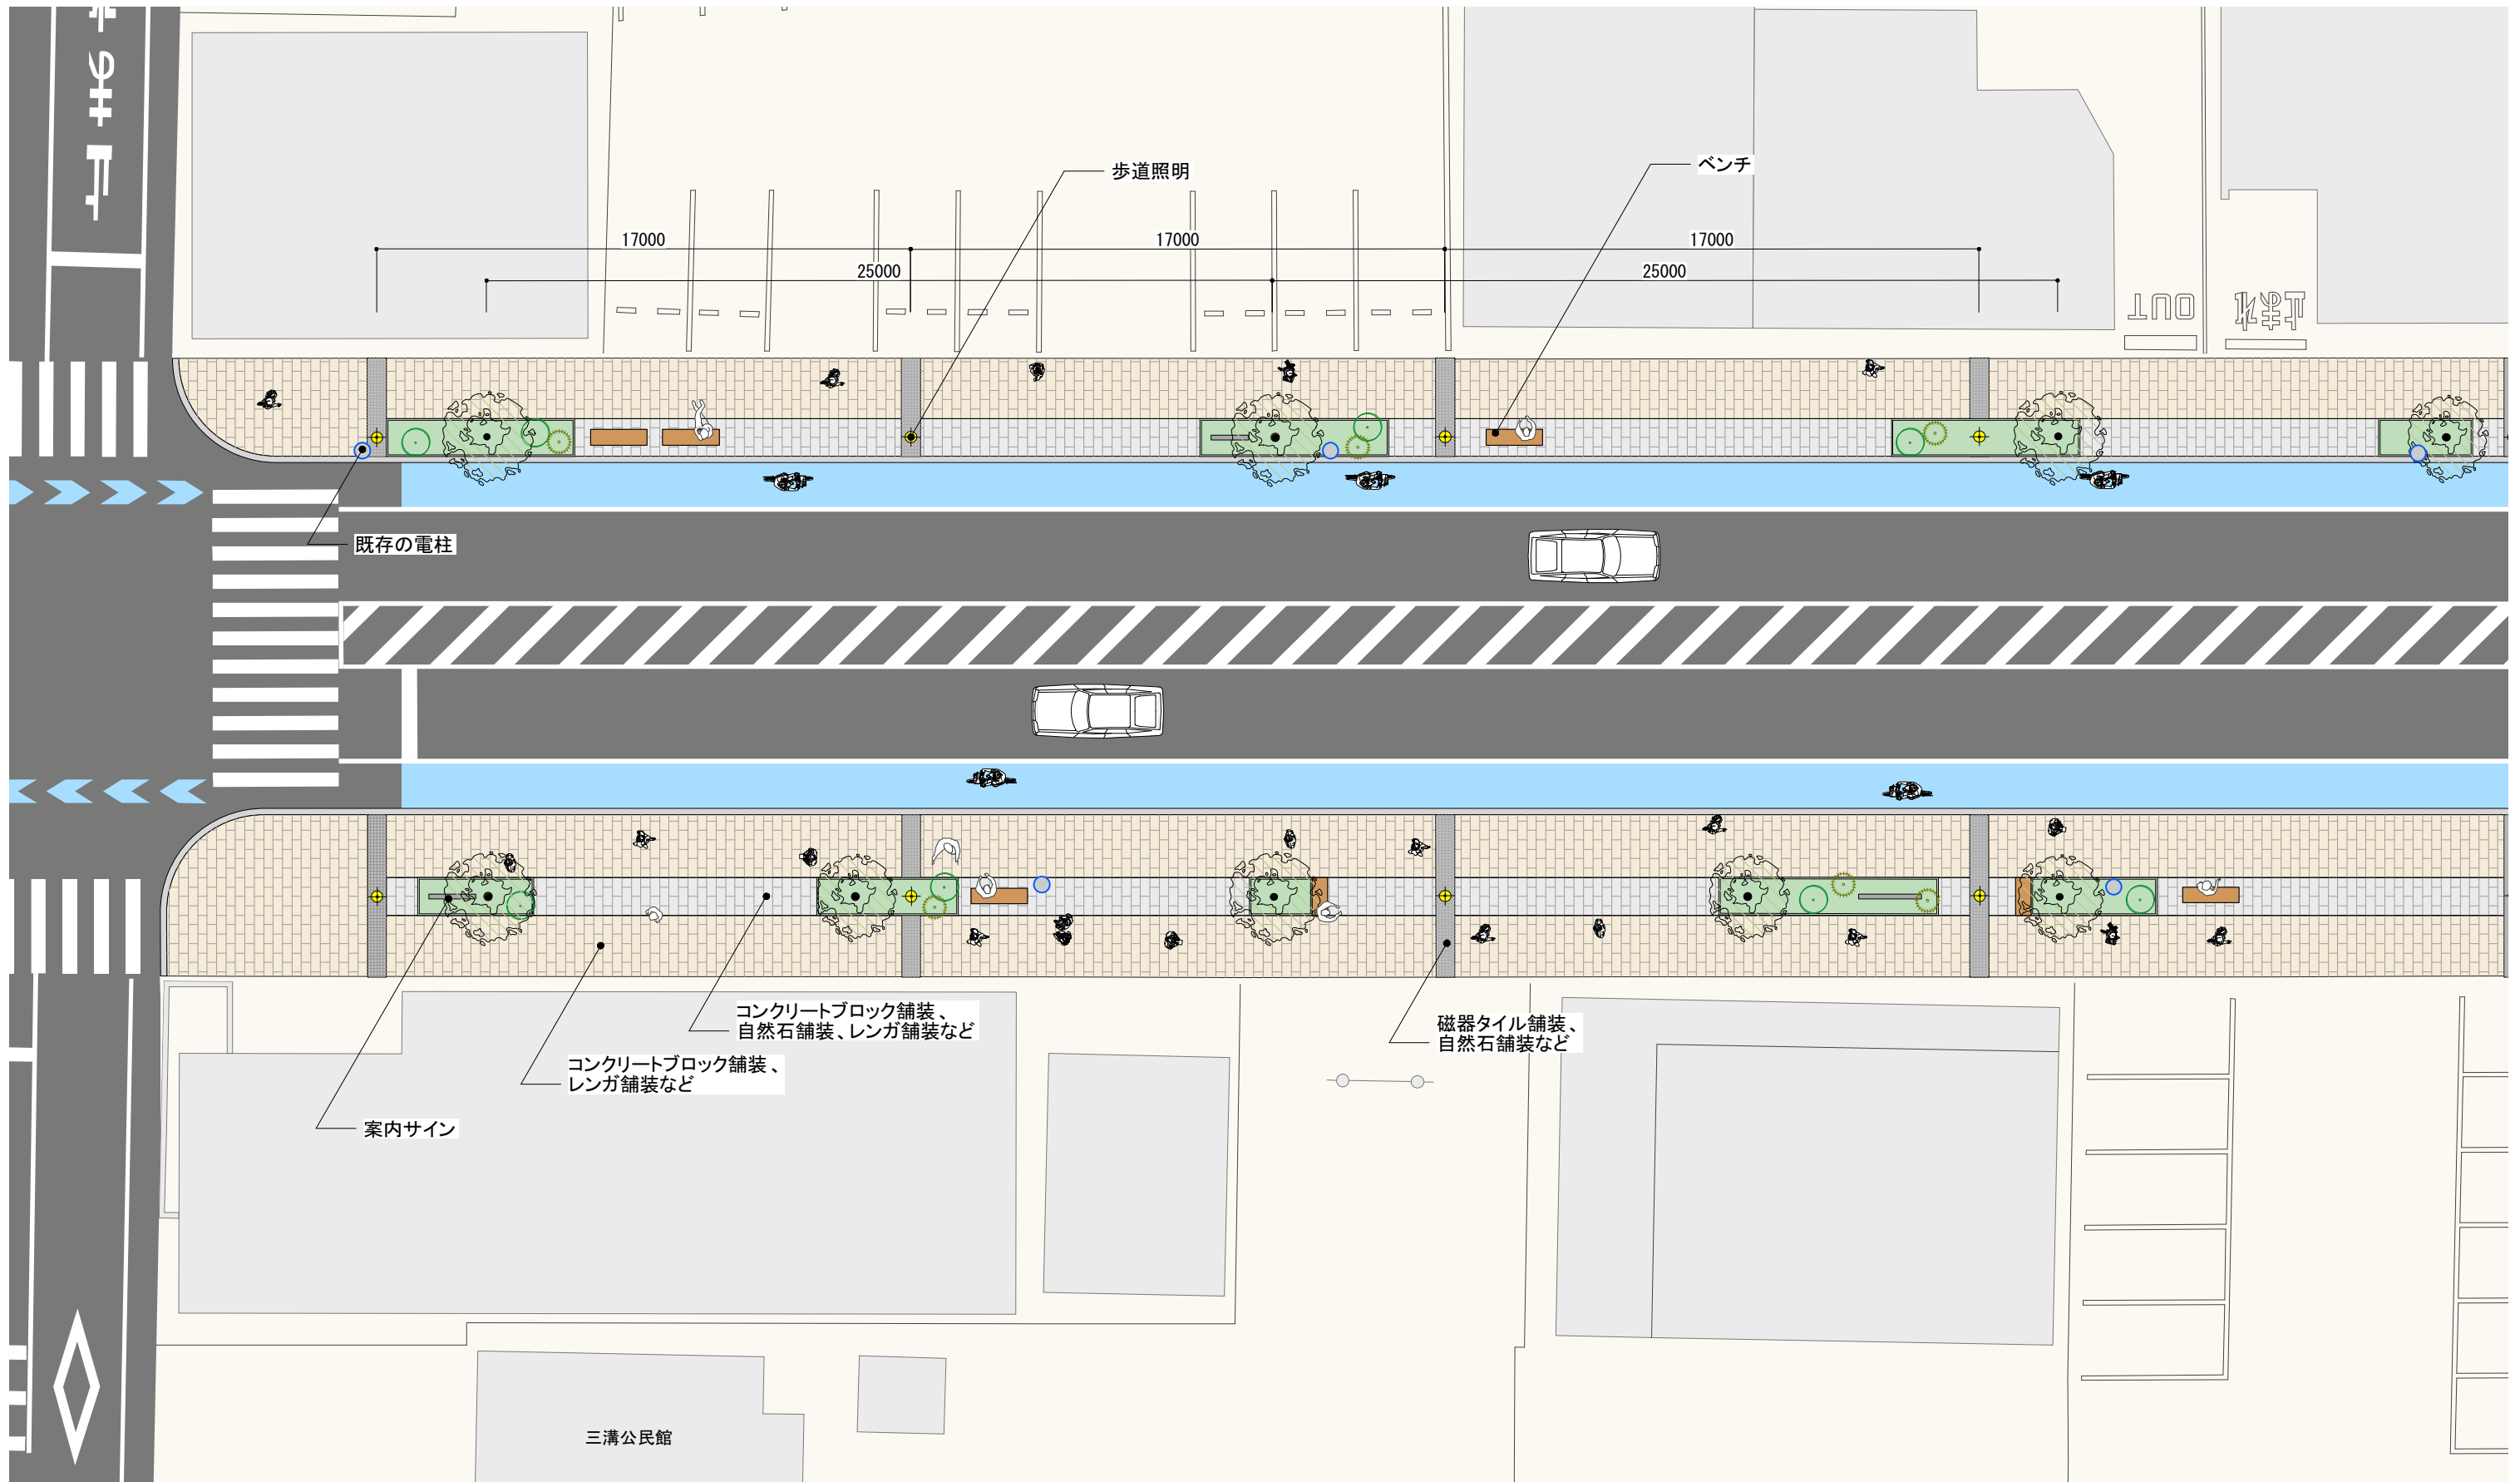 歩道照明
ベンチ
17000
17000
17000
25000
25000
OUT
既存の電柱
コンクリートブロック舗装、
自然石舗装、レンガ舗装など
コンクリートブロック舗装、
レンガ舗装など
磁器タイル舗装、
自然石舗装など
案内サイン
三溝公民館